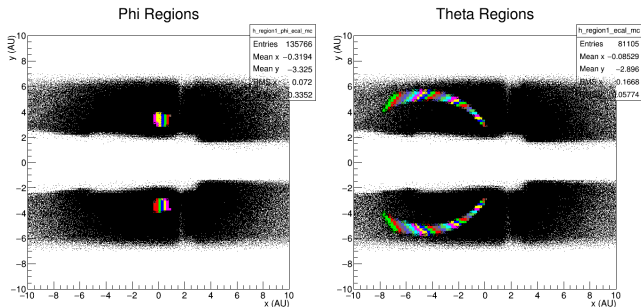 Phi Regions
h_region1_phi_ecal_mc
Entries 135766
Mean x -0.3194
Mean y -3.325
RMS x 0.072
0.3352
y (AU)
10
8
6
4
2
0
−2
−4
−6
−8
−10
−10 −8 −6 −4 −2 0 2 4 6 8 10
x (AU)
Theta Regions
h_region1_ecal_mc
Entries 81105
Mean x −0.08529
Mean y -2.896
RMS x 0.1668
0.05774
y (AU)
10
8
6
4
2
0
−2
−4
−6
−8
−10
−10 −8 −6 −4 −2 0 2 4 6 8 10
x (AU)